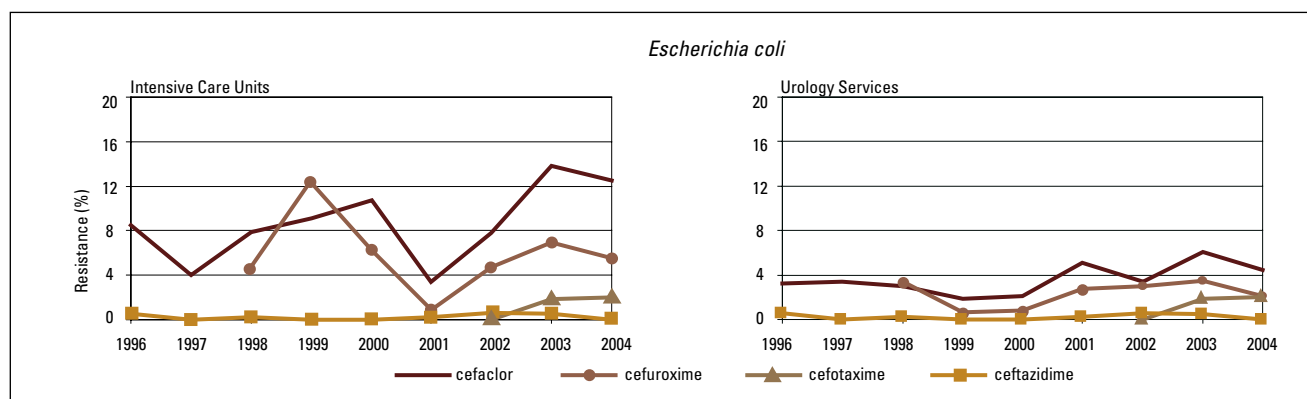 Escherichia coli
Intensive Care Units
20
16
12
8
4
0
Resistance (%)
1996 1997 1998 1999 2000 2001 2002 2003 2004
Urology Services
20
16
12
8
4
0
1996 1997 1998 1999 2000 2001 2002 2003 2004
cefaclor cefuroxime cefotaxime ceftazidime